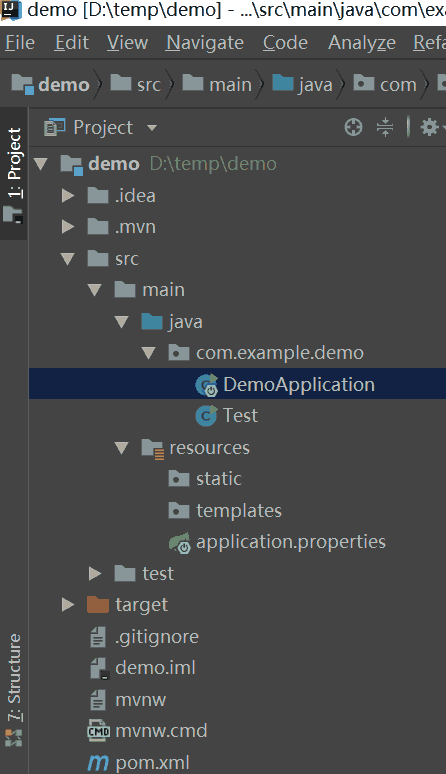 demo [D:\temp\demo] - ...\src\main\java\com\exa
File Edit View Navigate Code Analyze Refa
demo src main java com
1: Project
Project
demo D:\temp\demo
.idea
.mvn
src
main
java
com.example.demo
DemoApplication
Test
resources
static
templates
application.properties
test
target
.gitignore
demo.iml
mvnw
mvnw.cmd
pom.xml
7: Structure